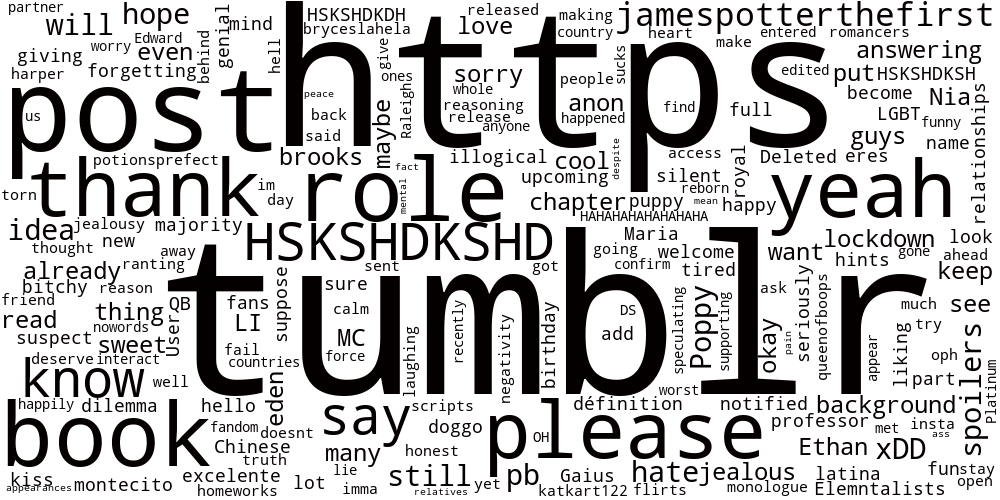 partner
will
hope
genial
mind
hell
HSKSHDKDH
bryceslahela
released
love
making
country
jamespotterthefirst
heart
make
entered
romancers
giving
worry
Edward
even
behind
https
give
sorry
people
sucks
edited
put
answering
HSKSHDKSH
harper
forgetting
post
peace
ones
whole
reasoning
anon
find
full
become
Nia
us
back
maybe
Raleigh
release
anyone
happened
LGBT
funny
said
guys
name
relationships
potionsprefect
brooks
fact
illogical
cool
despite
access
royal
Deleted
eres
torn
thank
im
day
role
mental
upcoming
silent
reborn
mean
happy
yeah
chapter
puppy
HAHAHAHAHAHAHA
idea
jealousy
majority
HSKSHDKSHD
Maria
lockdown
look
thought
new
away
going
confirm
welcome
want
hints
gone
ahead
already
ranting
sent
got
tired
keep
bitchy
reason
tumblr
suppose
sure
ask
seriously
queenofboops
friend
thing
QB
User
fans
calm
recently
birthday
DS
speculating
Poppy
supporting
okay
pain
much
see
read
nowords
LI
MC
add
try
suspect
sweet
fail
force
laughing
negativity
appear
liking
oph
spoilers
deserve
interact
countries
know
well
eden
worst
part
Platinum
happily
dilemma
hello
say
scripts
définition
notified
background
book
fandom
doesnt
doggo
please
professor
met
insta
Chinese
truth
many
honest
OH
Ethan
xDD
ass
kiss
excelente
lie
still
pb
Gaius
hatejealous
latina
funstay
appearances
montecito
homeworks
lot
imma
relatives
yet
katkart122
flirts
monologue
Elemntalists
open